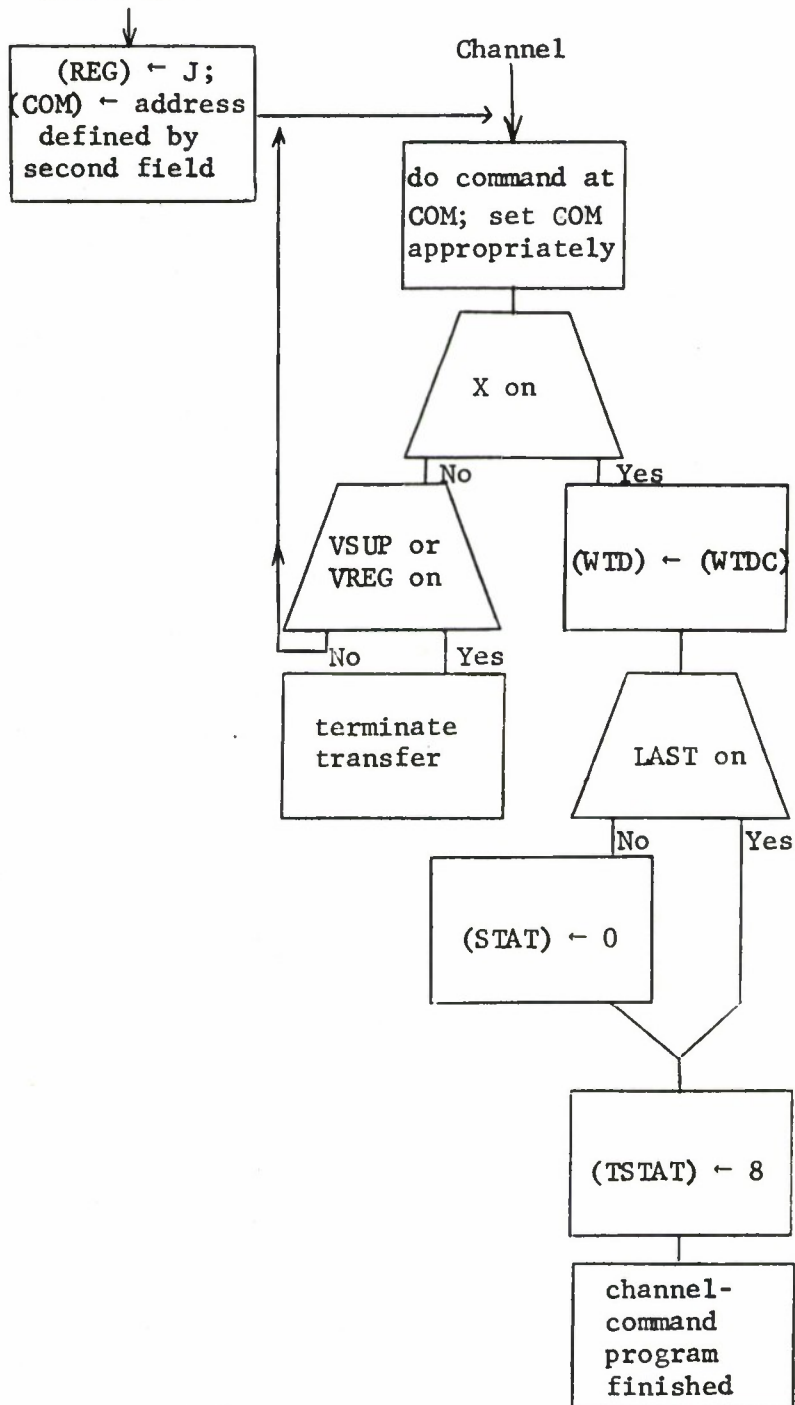 (REG) ← J;
(COM) ← address
defined by
second field
Channel
do command at
COM; set COM
appropriately
X on
No
Yes
VSUP or
VREG on
(WTD) ← (WTDC)
No
Yes
terminate
transfer
LAST on
No
Yes
(STAT) ← 0
(TSTAT) ← 8
channel-
command
program
finished